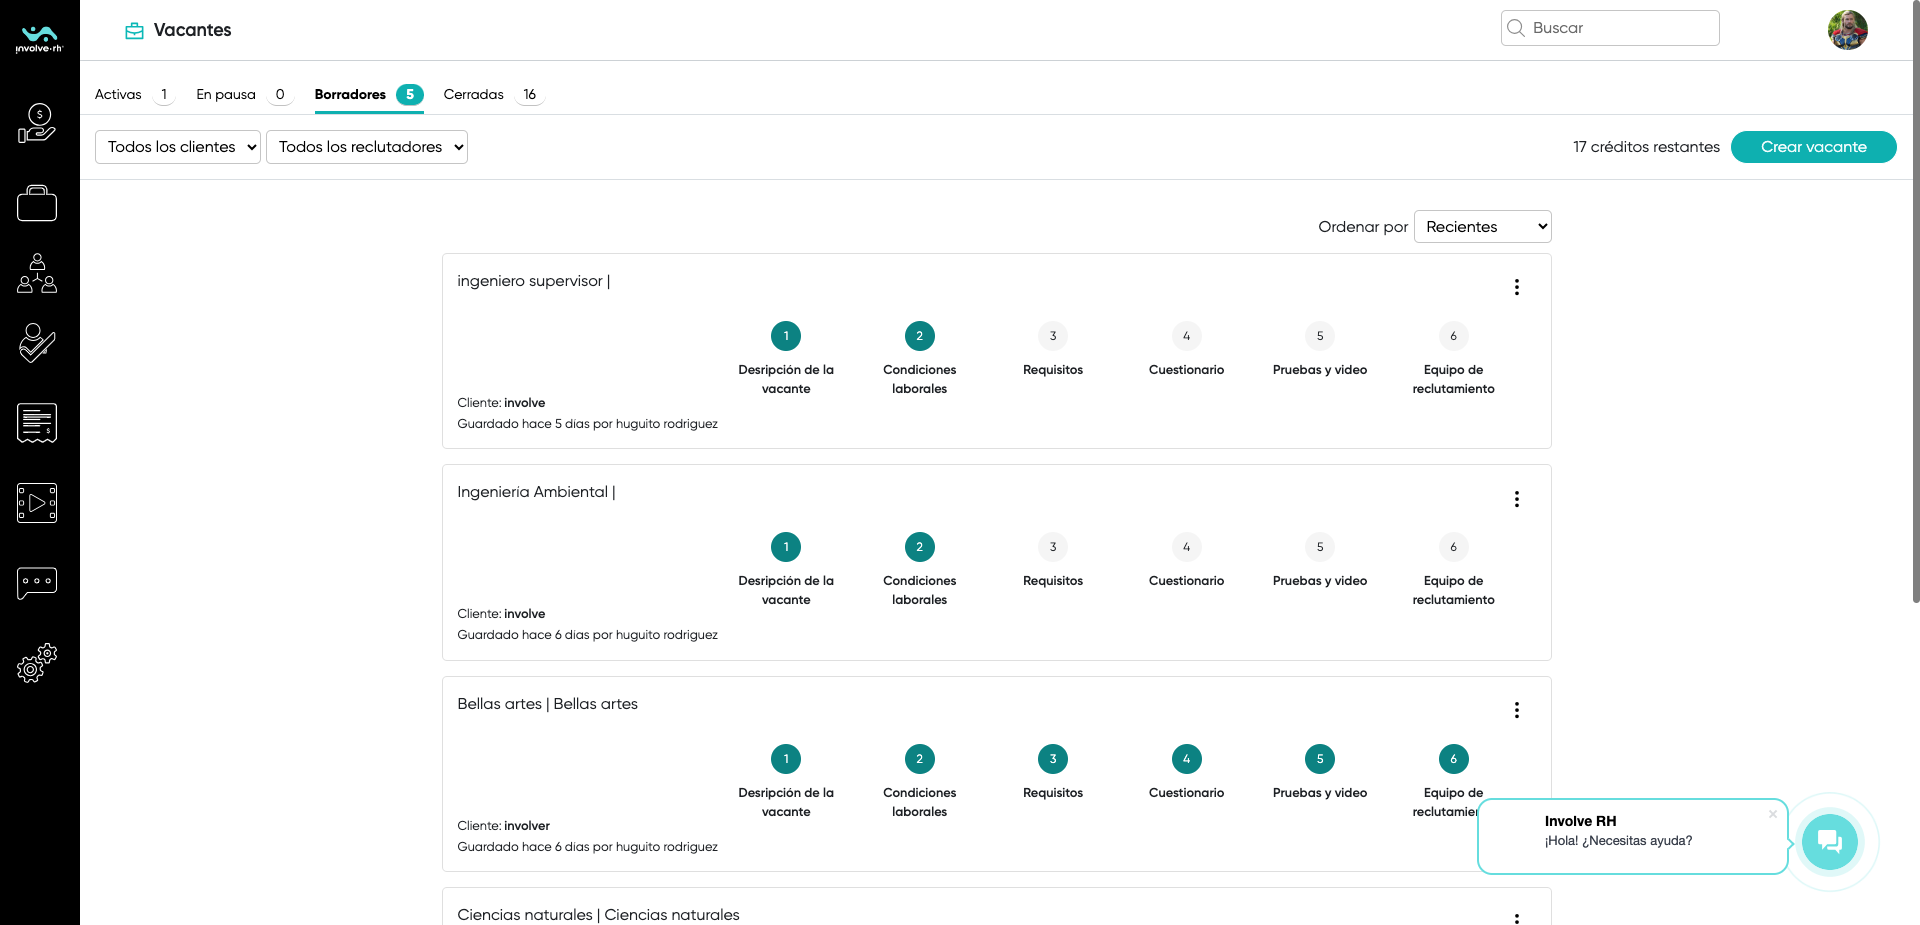 involve·rh
Vacantes
Buscar
Activas 1 En pausa 0 Borradores 5 Cerradas 16
Todos los clientes Todos los reclutadores 17 créditos restantes Crear vacante
Ordenar por Recientes
ingeniero supervisor |
1 2 3 4 5 6
Desripción de la vacante Condiciones laborales Requisitos Cuestionario Pruebas y video Equipo de reclutamiento
Cliente: involve
Guardado hace 5 días por huguito rodriguez
Ingeniería Ambiental |
1 2 3 4 5 6
Desripción de la vacante Condiciones laborales Requisitos Cuestionario Pruebas y video Equipo de reclutamiento
Cliente: involve
Guardado hace 6 días por huguito rodriguez
Bellas artes | Bellas artes
1 2 3 4 5 6
Desripción de la vacante Condiciones laborales Requisitos Cuestionario Pruebas y video Equipo de reclutamien
Cliente: involver
Guardado hace 6 días por huguito rodriguez
Involve RH
¡Hola! ¿Necesitas ayuda?
Ciencias naturales | Ciencias naturales